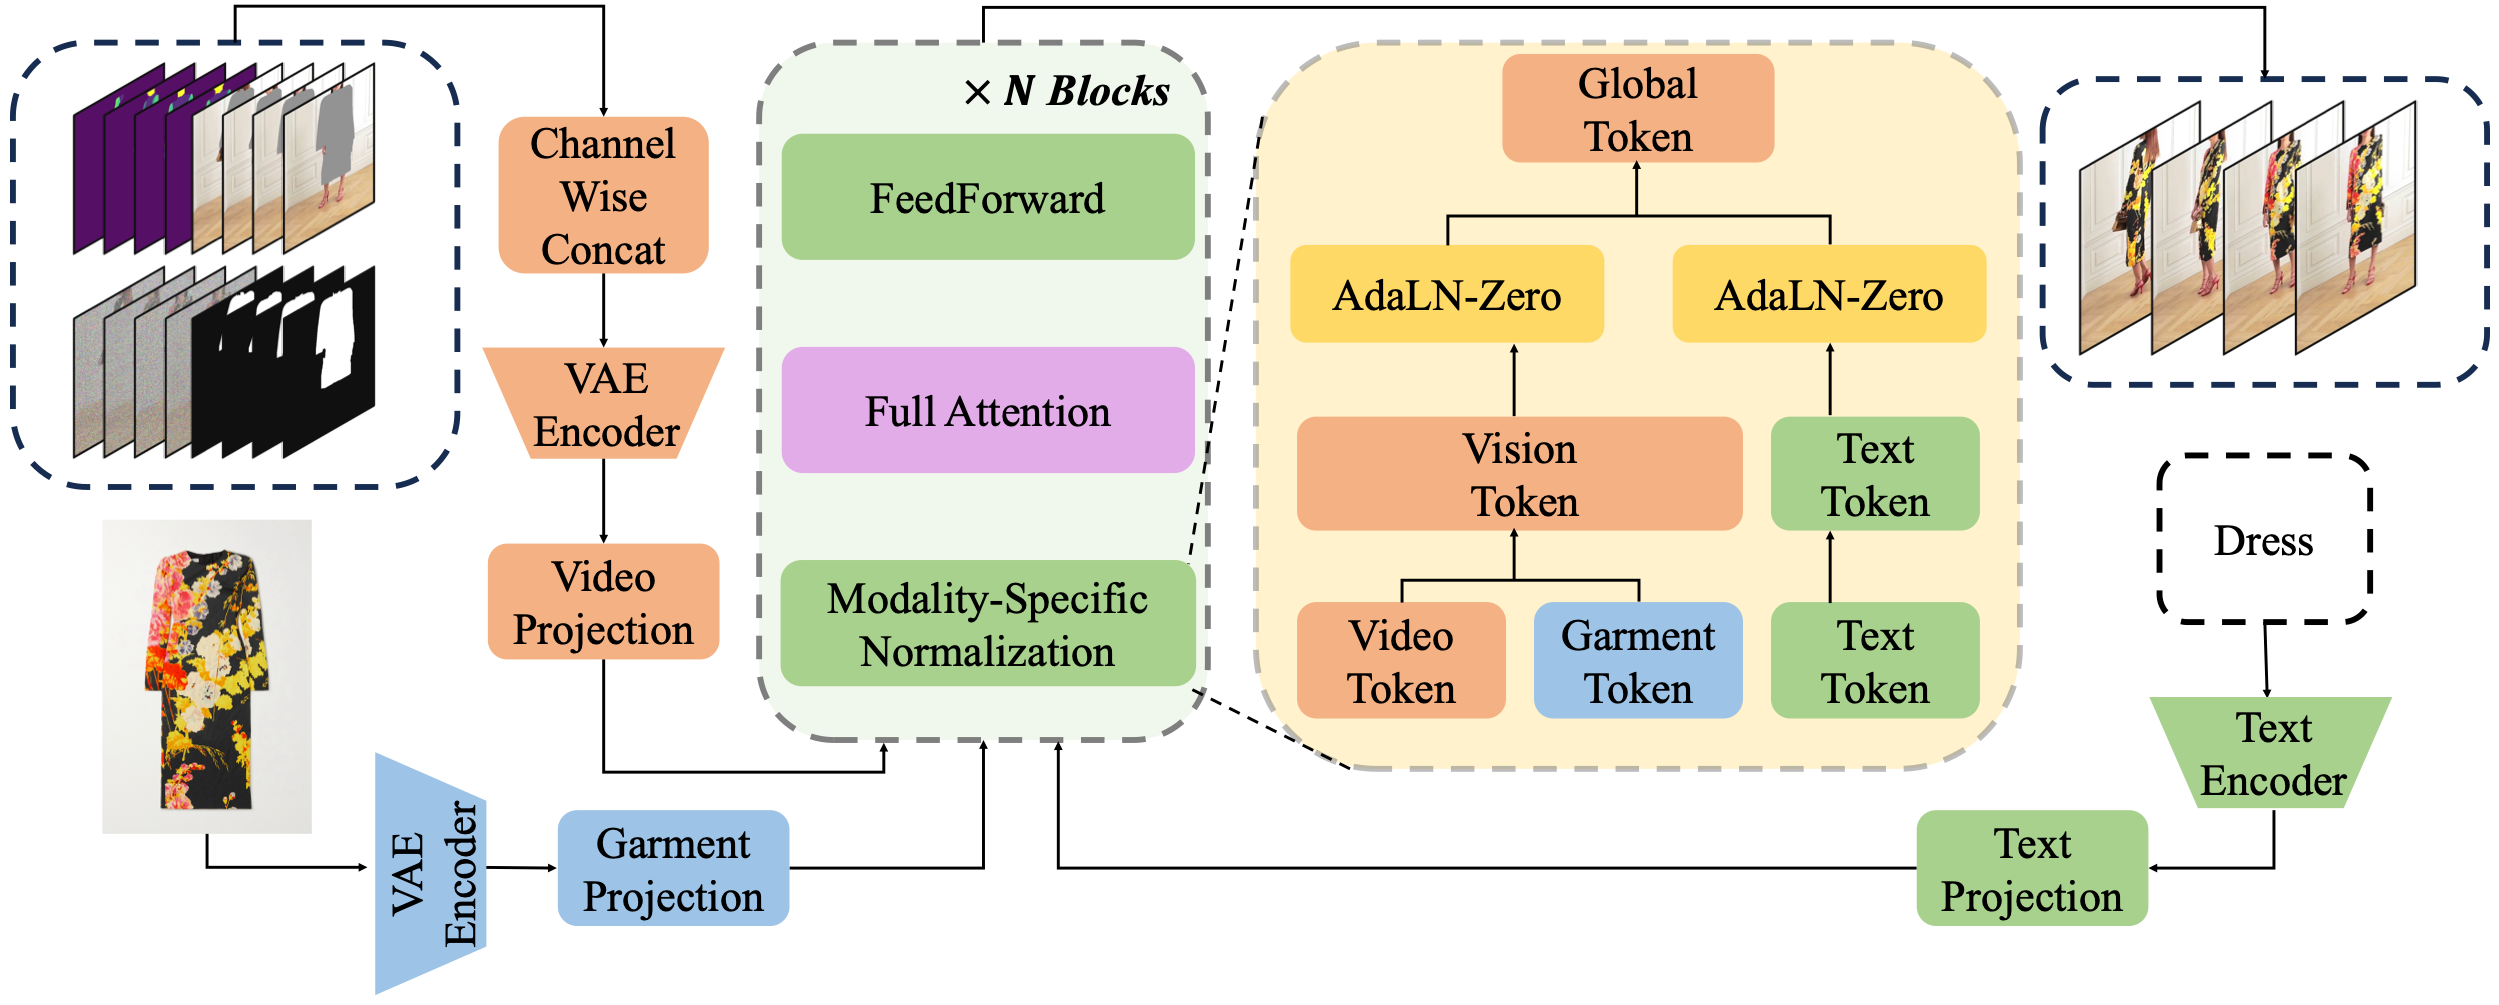 Channel
Wise
Concat
VAE
Encoder
Video
Projection
VAE
Encoder
Garment
Projection
× N Blocks
FeedForward
Full Attention
Modality-Specific
Normalization
Global
Token
AdaLN-Zero
AdaLN-Zero
Vision
Token
Text
Token
Video
Token
Garment
Token
Text
Token
Dress
Text
Encoder
Text
Projection